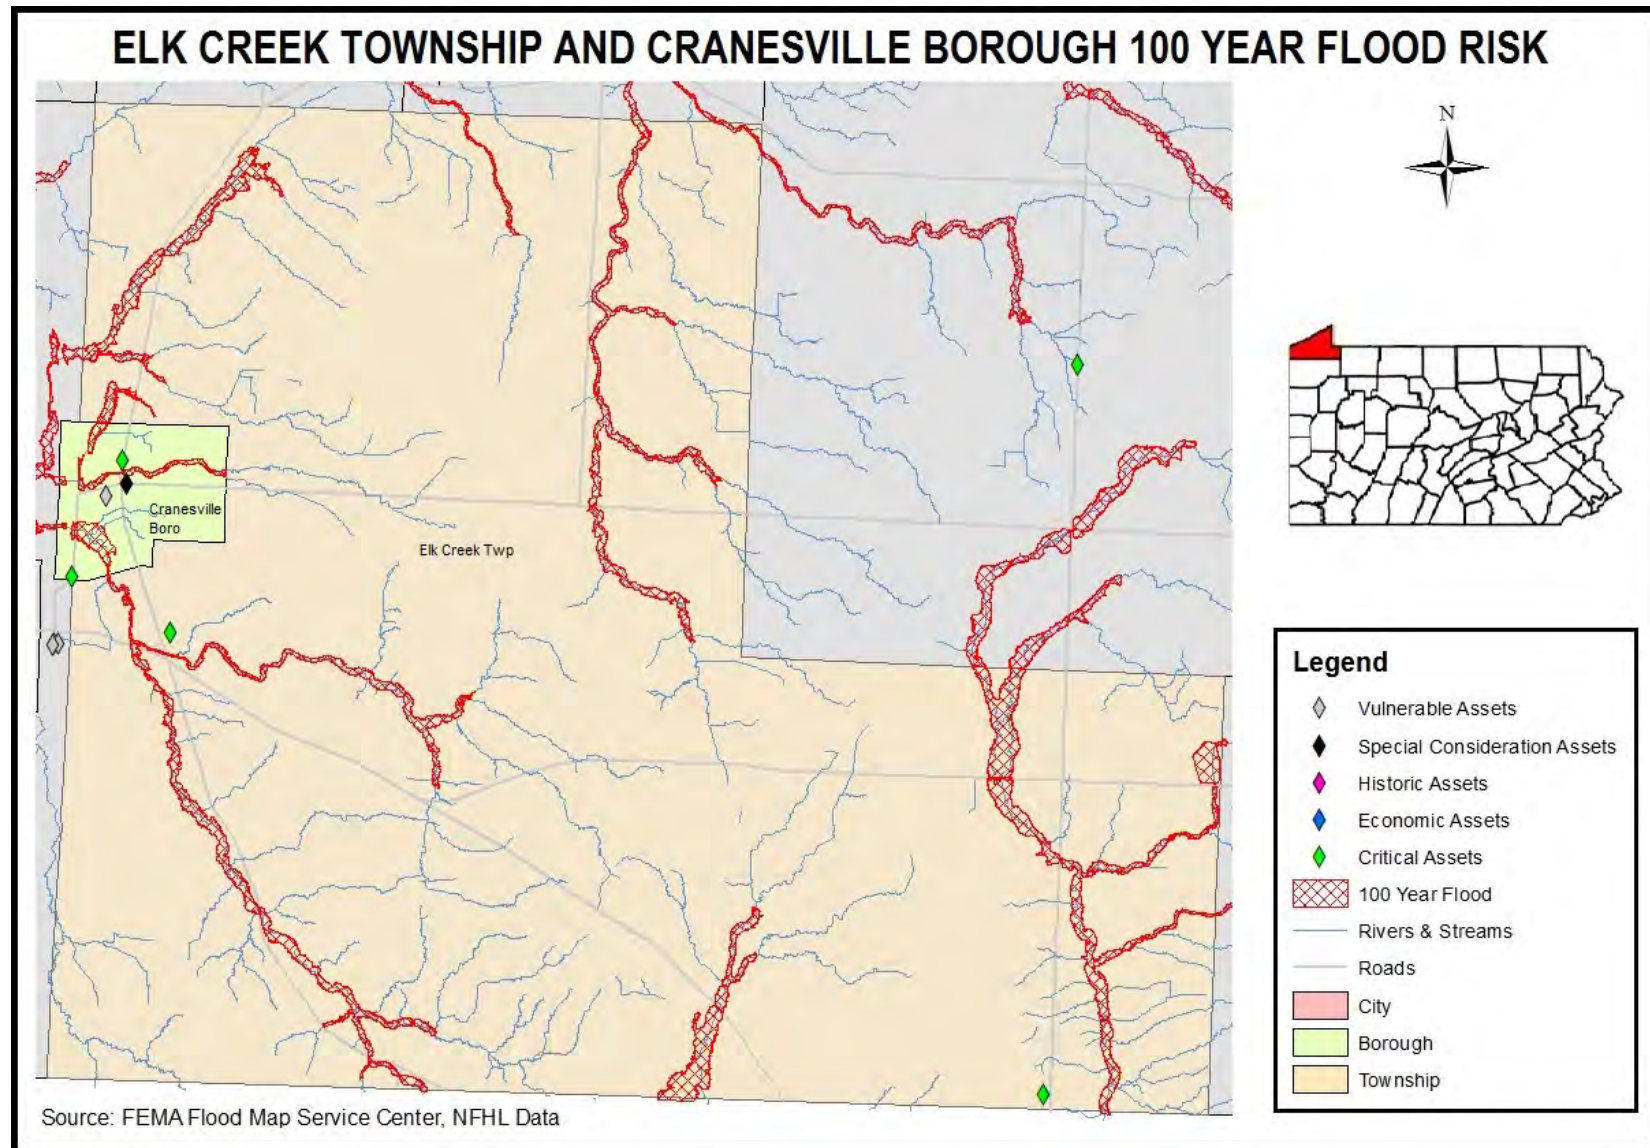 ELK CREEK TOWNSHIP AND CRANESVILLE BOROUGH 100 YEAR FLOOD RISK
N
Cranesville
Boro
Elk Creek Twp
Legend
Vulnerable Assets
Special Consideration Assets
Historic Assets
Economic Assets
Critical Assets
100 Year Flood
Rivers & Streams
Roads
City
Borough
Township
Source: FEMA Flood Map Service Center, NFHL Data